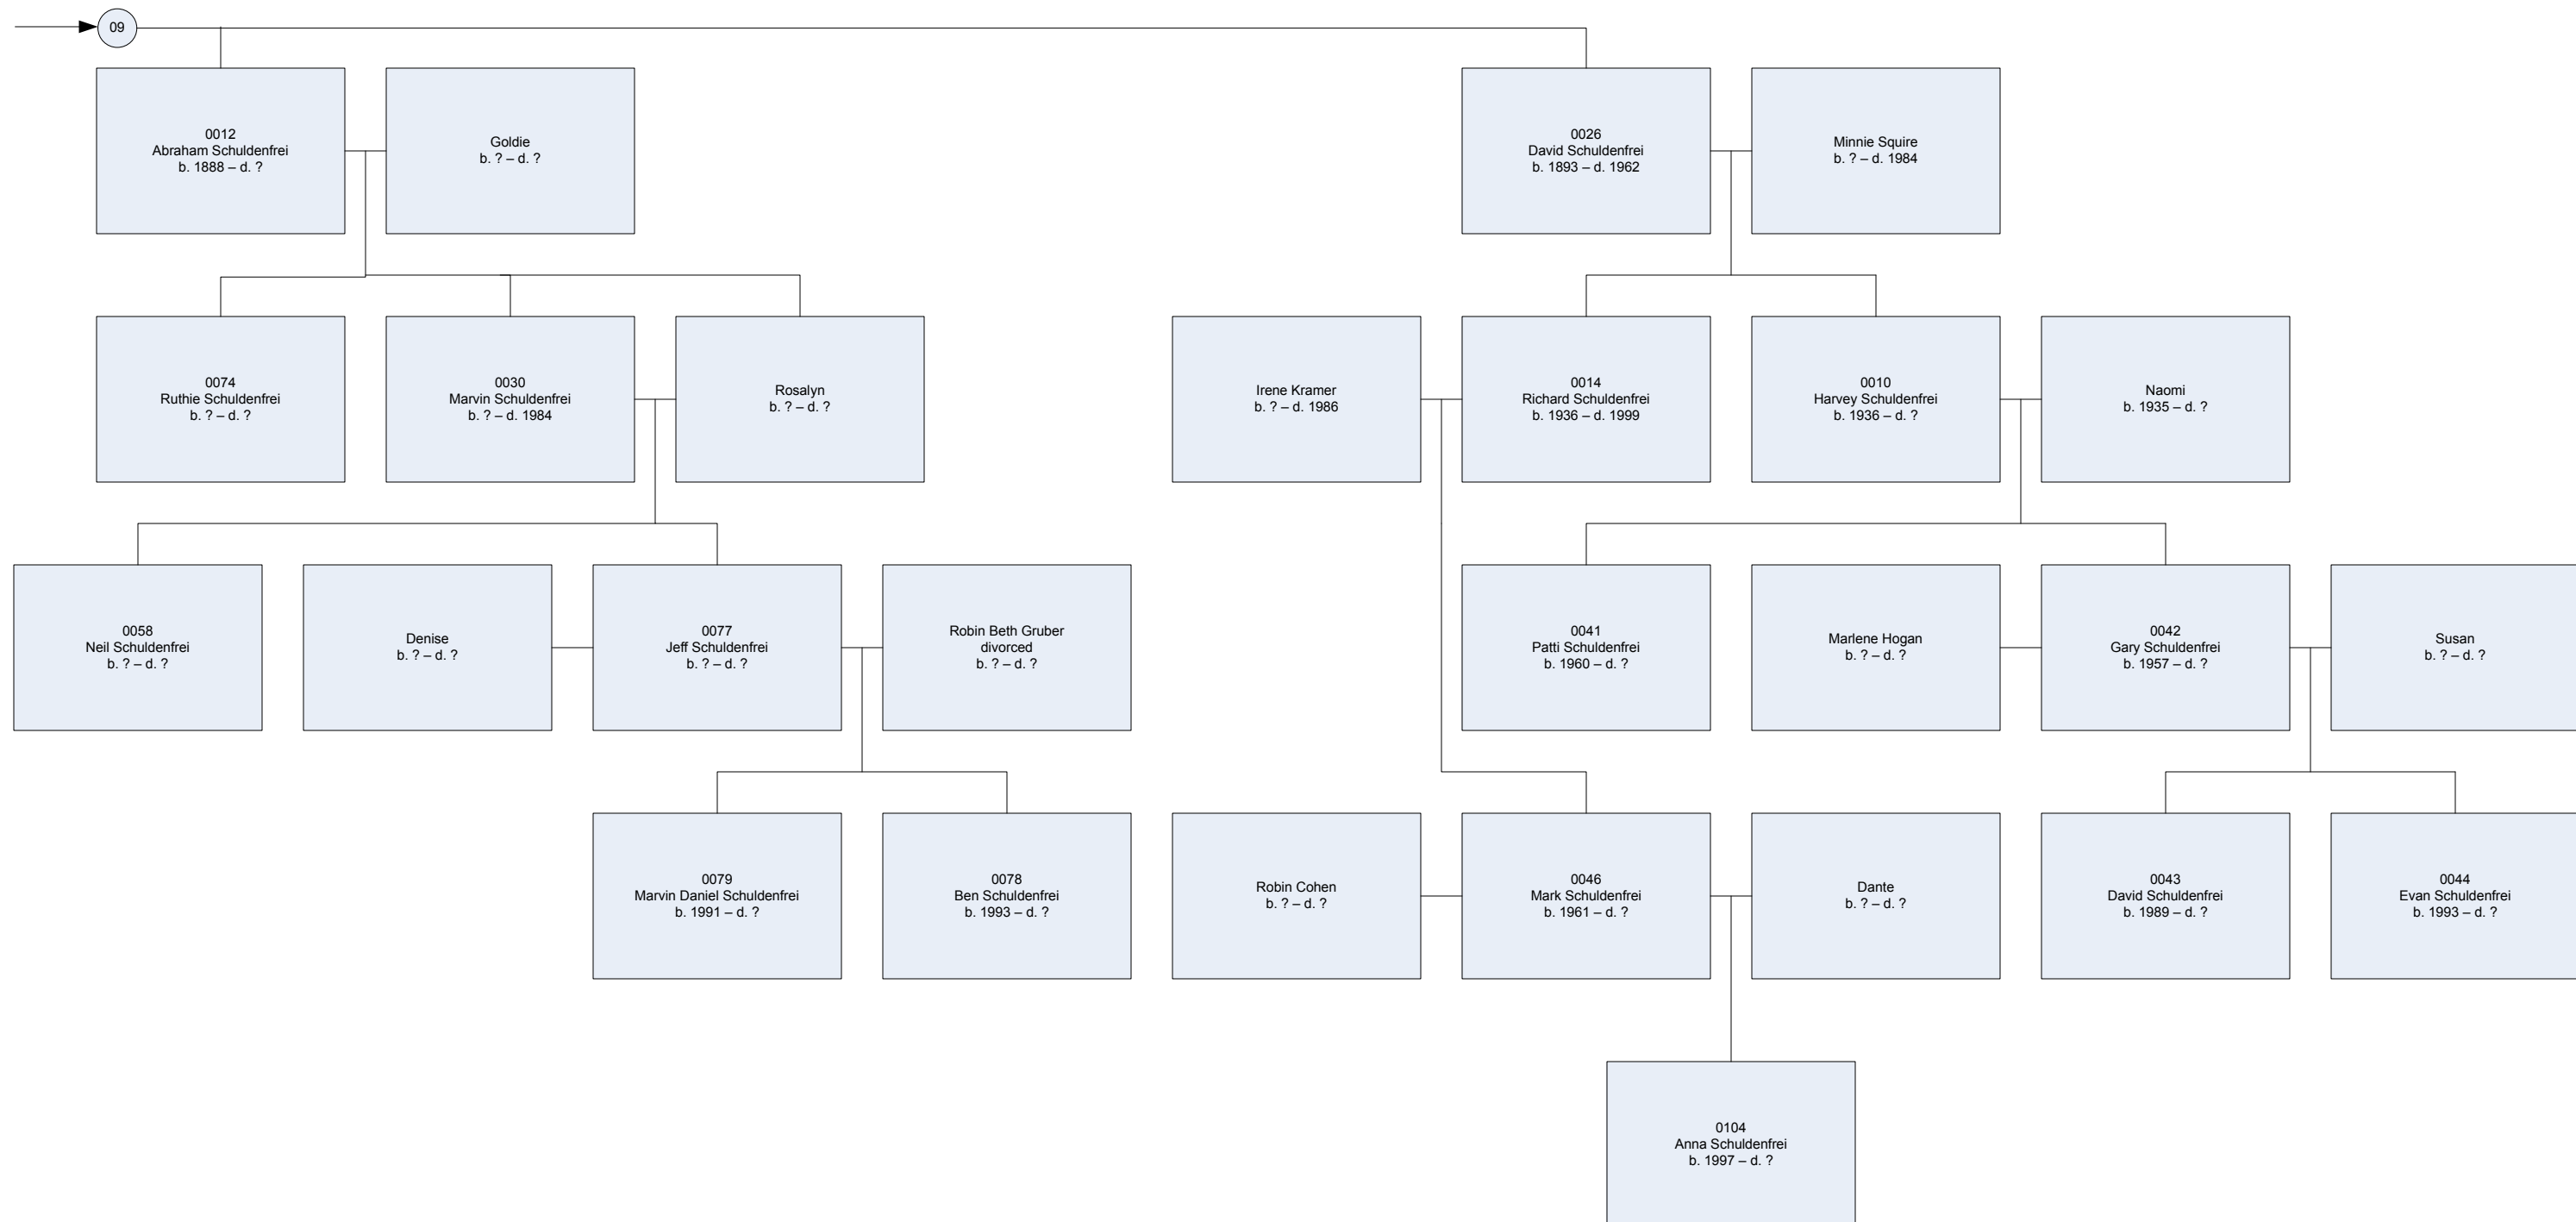 09
0012
Abraham Schuldenfrei
b. 1888 – d. ?
Goldie
b. ? – d. ?
0026
David Schuldenfrei
b. 1893 – d. 1962
Minnie Squire
b. ? – d. 1984
0074
Ruthie Schuldenfrei
b. ? – d. ?
0030
Marvin Schuldenfrei
b. ? – d. 1984
Rosalyn
b. ? – d. ?
Irene Kramer
b. ? – d. 1986
0014
Richard Schuldenfrei
b. 1936 – d. 1999
0010
Harvey Schuldenfrei
b. 1936 – d. ?
Naomi
b. 1935 – d. ?
0058
Neil Schuldenfrei
b. ? – d. ?
Denise
b. ? – d. ?
0077
Jeff Schuldenfrei
b. ? – d. ?
Robin Beth Gruber
divorced
b. ? – d. ?
0041
Patti Schuldenfrei
b. 1960 – d. ?
Marlene Hogan
b. ? – d. ?
0042
Gary Schuldenfrei
b. 1957 – d. ?
Susan
b. ? – d. ?
0079
Marvin Daniel Schuldenfrei
b. 1991 – d. ?
0078
Ben Schuldenfrei
b. 1993 – d. ?
Robin Cohen
b. ? – d. ?
0046
Mark Schuldenfrei
b. 1961 – d. ?
Dante
b. ? – d. ?
0043
David Schuldenfrei
b. 1989 – d. ?
0044
Evan Schuldenfrei
b. 1993 – d. ?
0104
Anna Schuldenfrei
b. 1997 – d. ?